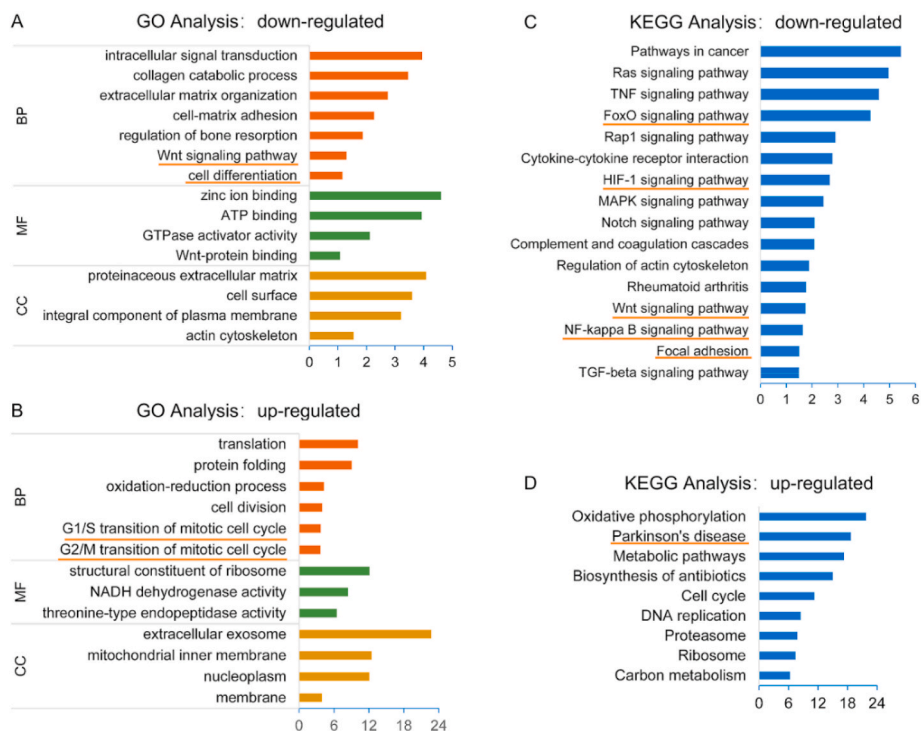 A GO Analysis: down-regulated
BP
intracellular signal transduction
collagen catabolic process
extracellular matrix organization
cell-matrix adhesion
regulation of bone resorption
Wnt signaling pathway
cell differentiation
MF
zinc ion binding
ATP binding
GTPase activator activity
Wnt-protein binding
CC
proteinaceous extracellular matrix
cell surface
integral component of plasma membrane
actin cytoskeleton
0 1 2 3 4 5
B GO Analysis: up-regulated
BP
translation
protein folding
oxidation-reduction process
cell division
G1/S transition of mitotic cell cycle
G2/M transition of mitotic cell cycle
MF
structural constituent of ribosome
NADH dehydrogenase activity
threonine-type endopeptidase activity
CC
extracellular exosome
mitochondrial inner membrane
nucleoplasm
membrane
0 6 12 18 24
C KEGG Analysis: down-regulated
Pathways in cancer
Ras signaling pathway
TNF signaling pathway
FoxO signaling pathway
Rap1 signaling pathway
Cytokine-cytokine receptor interaction
HIF-1 signaling pathway
MAPK signaling pathway
Notch signaling pathway
Complement and coagulation cascades
Regulation of actin cytoskeleton
Rheumatoid arthritis
Wnt signaling pathway
NF-kappa B signaling pathway
Focal adhesion
TGF-beta signaling pathway
0 1 2 3 4 5 6
D KEGG Analysis: up-regulated
Oxidative phosphorylation
Parkinson's disease
Metabolic pathways
Biosynthesis of antibiotics
Cell cycle
DNA replication
Proteasome
Ribosome
Carbon metabolism
0 6 12 18 24